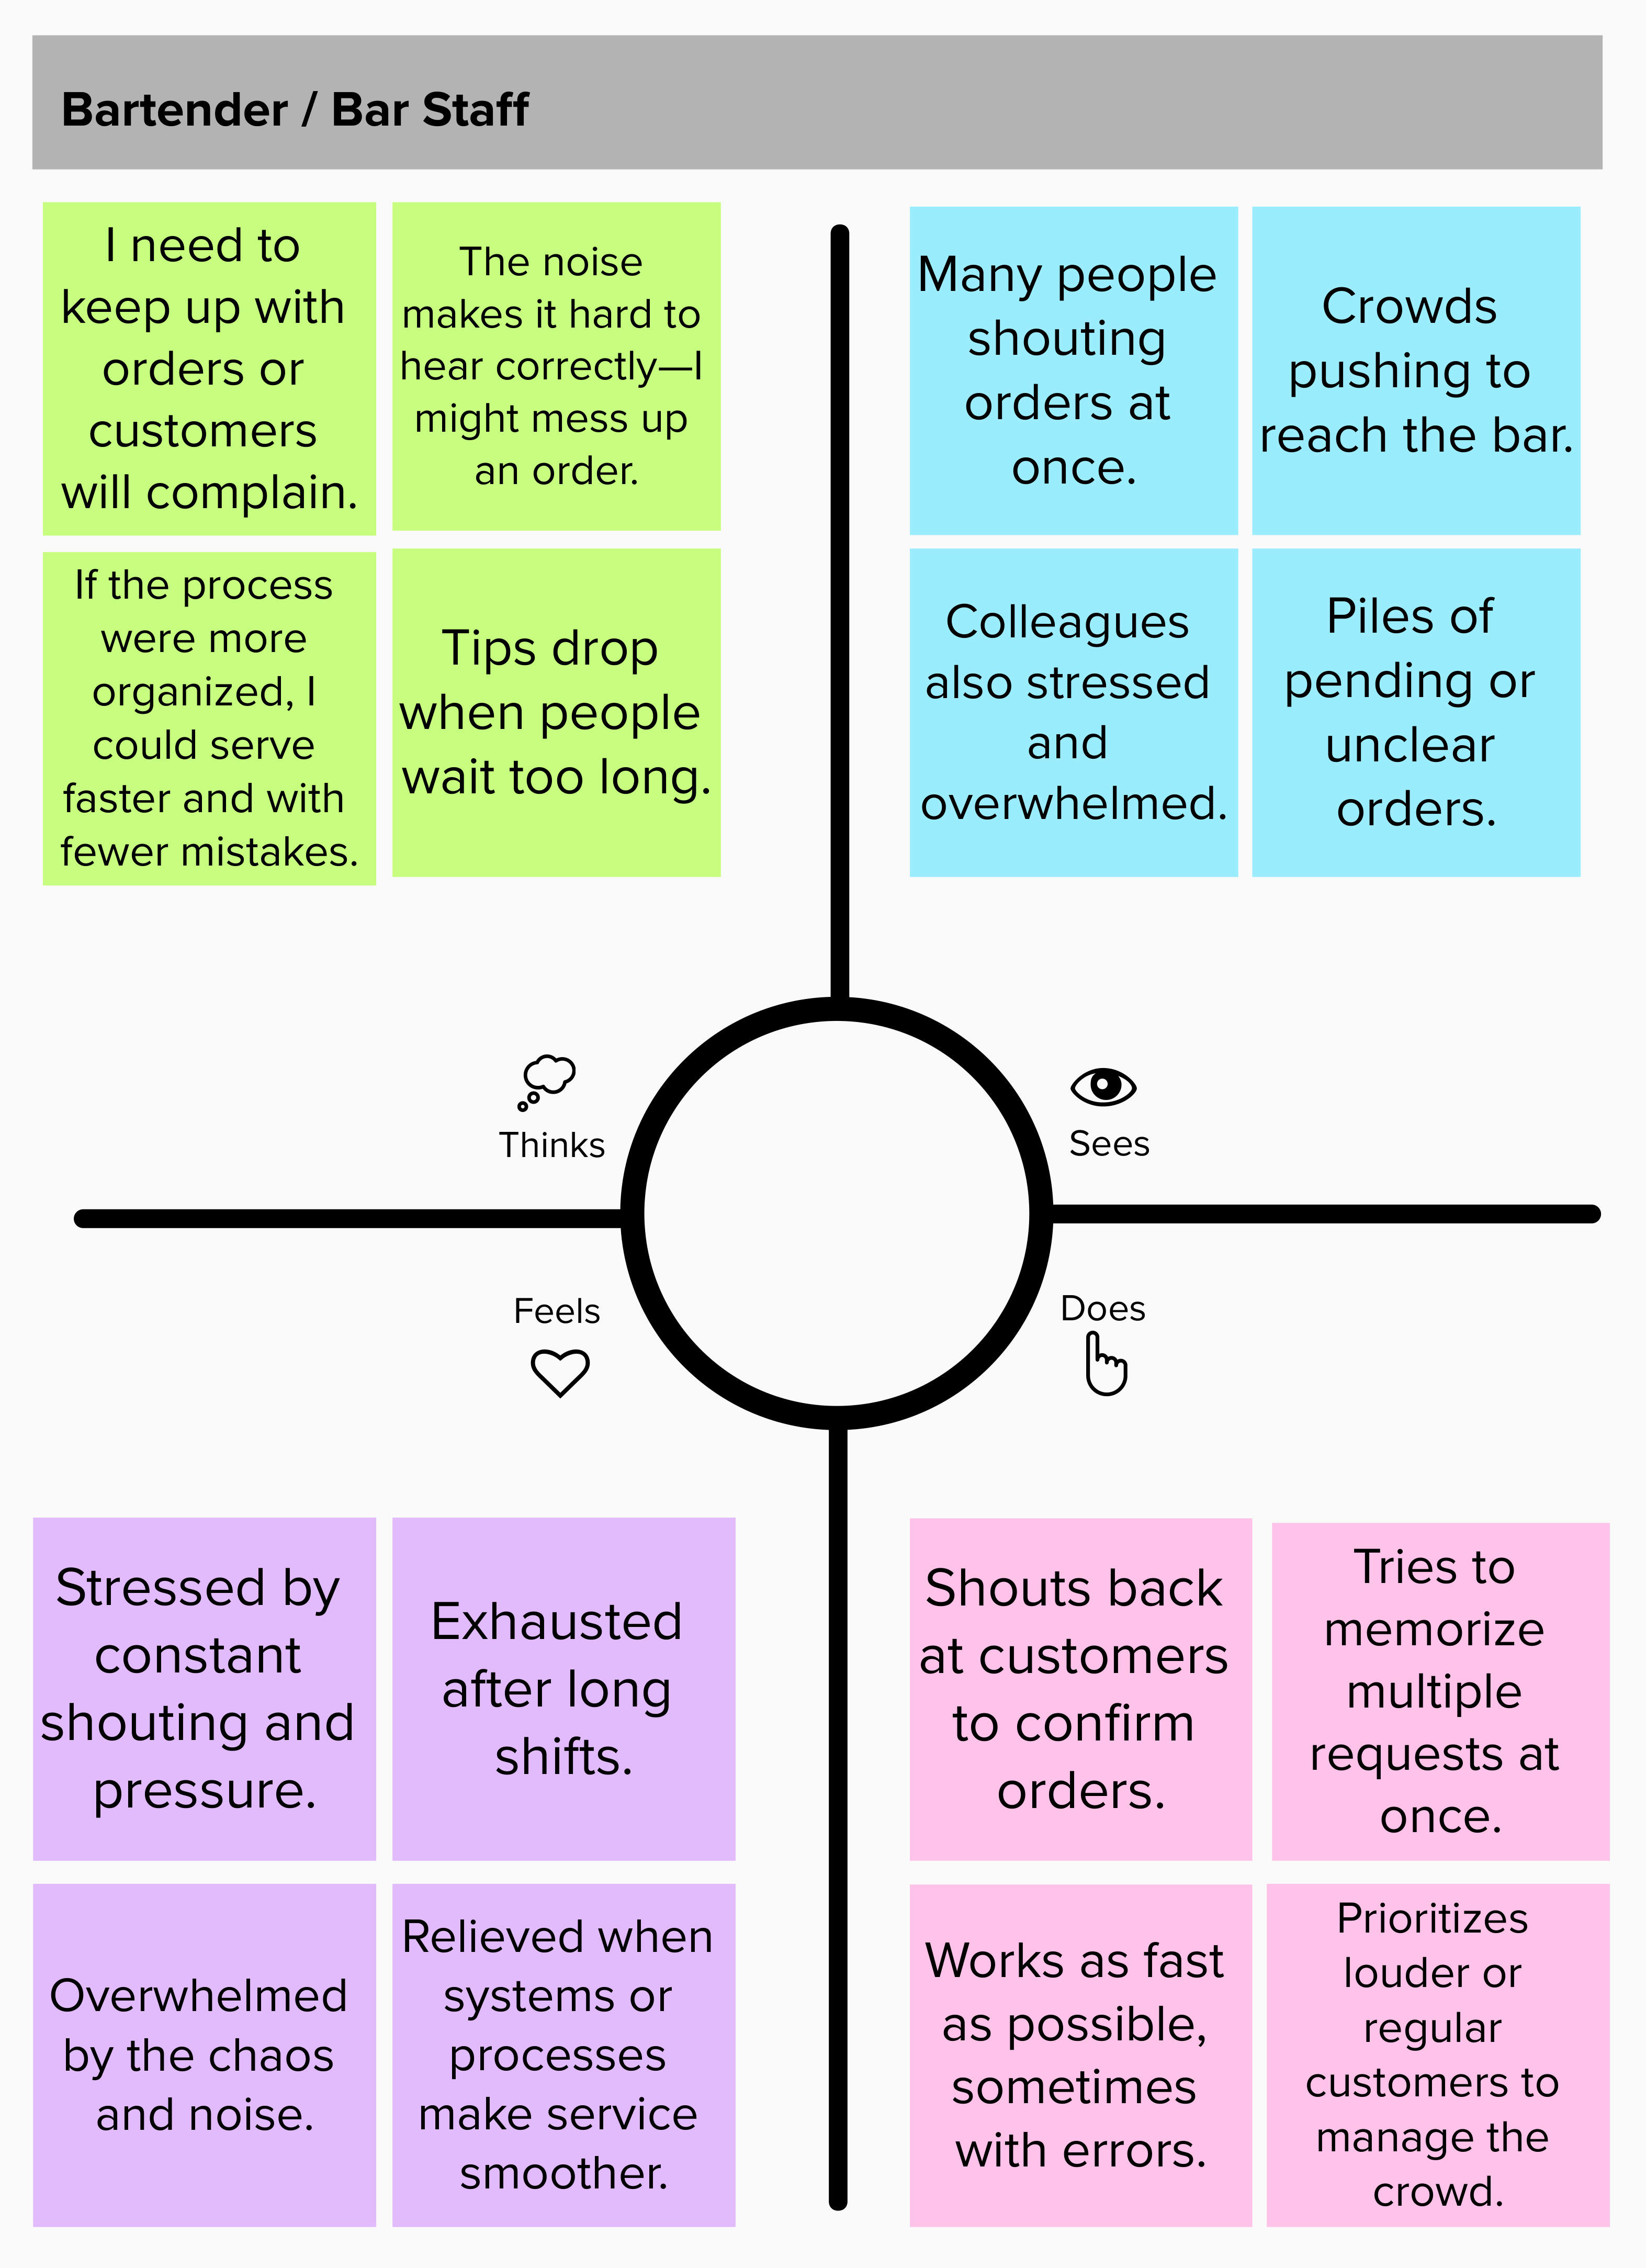 Bartender / Bar Staff
I need to
keep up with
orders or
customers
will complain.
The noise
makes it hard to
hear correctly—I
might mess up
an order.
If the process
were more
organized, I
could serve
faster and with
fewer mistakes.
Tips drop
when people
wait too long.
Many people
shouting
orders at
once.
Crowds
pushing to
reach the bar.
Colleagues
also stressed
and
overwhelmed.
Piles of
pending or
unclear
orders.
Thinks
Sees
Feels
Does
Stressed by
constant
shouting and
pressure.
Exhausted
after long
shifts.
Overwhelmed
by the chaos
and noise.
Relieved when
systems or
processes
make service
smoother.
Shouts back
at customers
to confirm
orders.
Tries to
memorize
multiple
requests at
once.
Works as fast
as possible,
sometimes
with errors.
Prioritizes
louder or
regular
customers to
manage the
crowd.